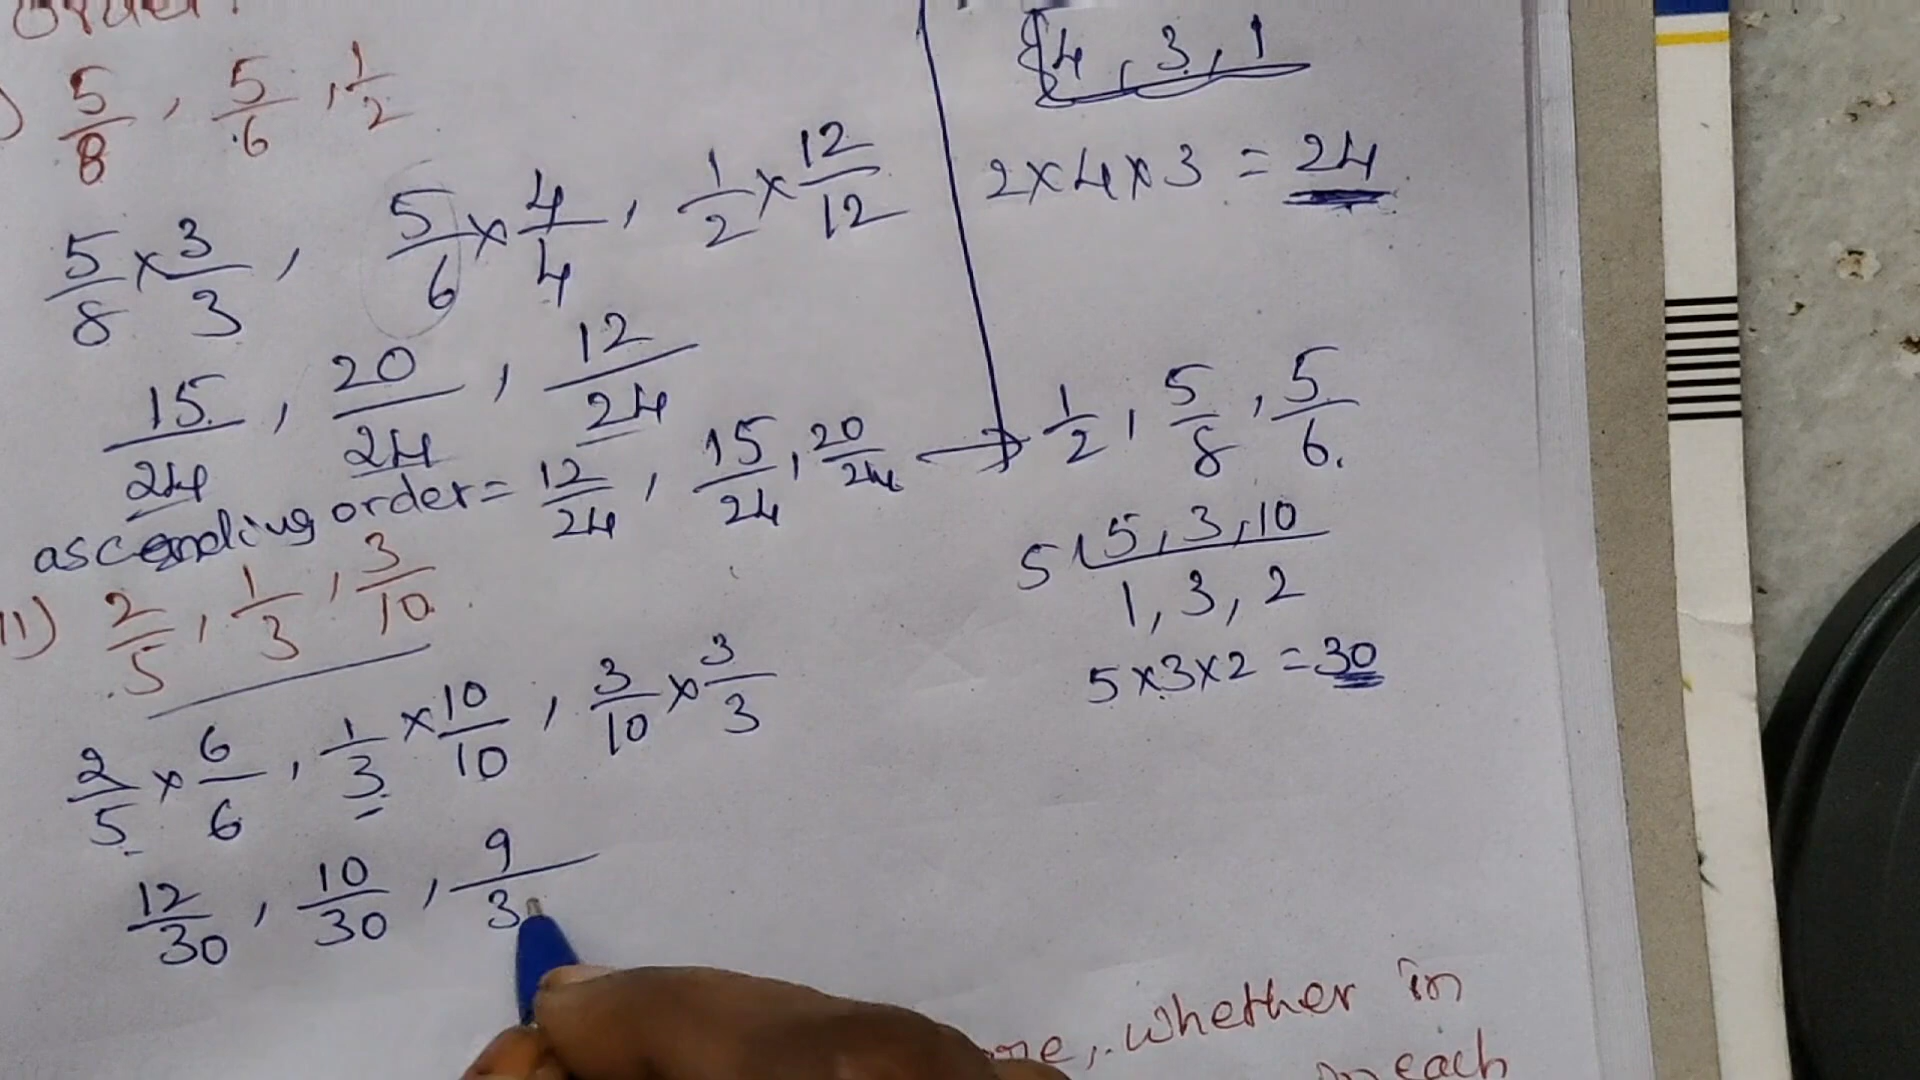 order.
) 5/8 , 5/6 , 1/2
4 , 3 , 1
5/8 × 3/3 , 5/6 × 4/4 , 1/2 × 12/12
2×4×3 = 24
15/24 , 20/24 , 12/24
ascending order = 12/24 , 15/24 , 20/24 → 1/2 , 5/8 , 5/6.
11) 2/5 , 1/3 , 3/10
5 5 , 3 , 10
1 , 3 , 2
5×3×2 = 30
2/5 × 6/6 , 1/3 × 10/10 , 3/10 × 3/3
12/30 , 10/30 , 9/3
, whether in
each